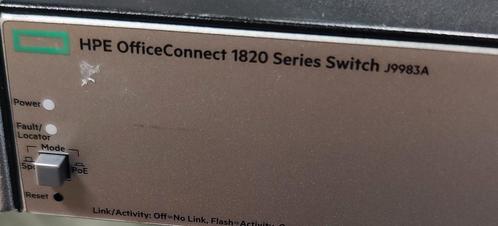 HPE OfficeConnect 1820 Series Switch J9983A
Power
Fault/
Locator
Mode
PoE
Reset
Link/Activity: Off=No Link, Flash=Activity,